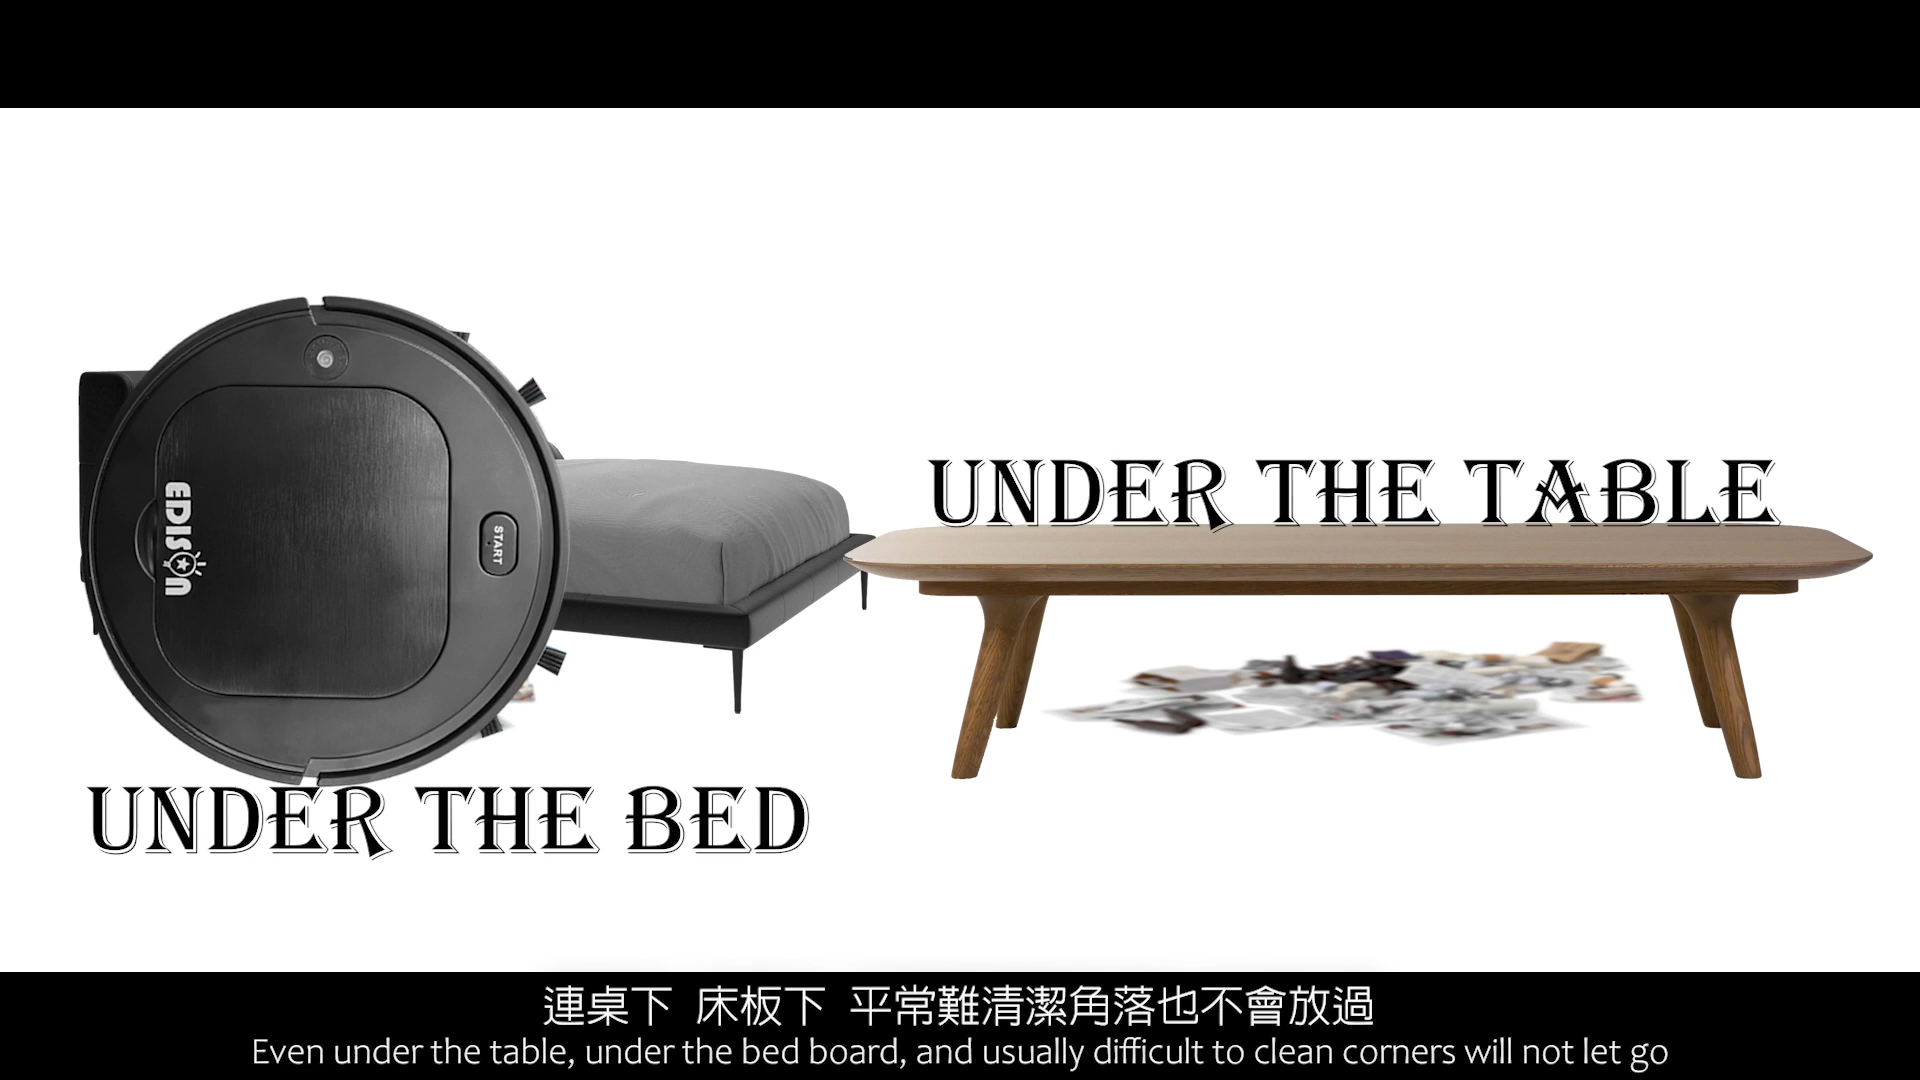 EDISON
START
UNDER THE TABLE
UNDER THE BED
連桌下 床板下 平常難清潔角落也不會放過
Even under the table, under the bed board, and usually difficult to clean corners will not let go